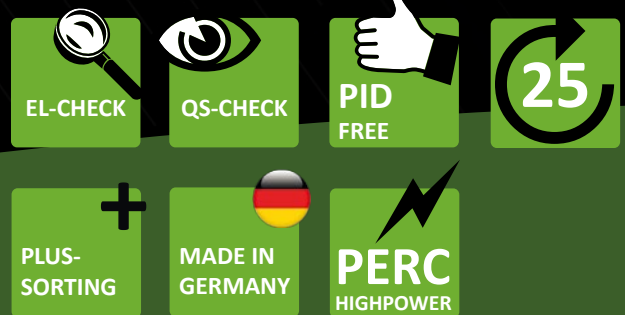 EL-CHECK
QS-CHECK
PID
FREE
25
PLUS-
SORTING
MADE IN
GERMANY
PERC
HIGHPOWER